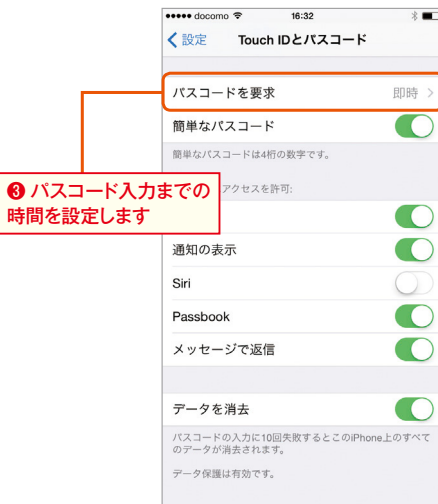 docomo 16:32
設定 Touch IDとパスコード
パスコードを要求 即時
簡単なパスコード
簡単なパスコードは4桁の数字です。
❸ パスコード入力までの
時間を設定します
アクセスを許可:
通知の表示
Siri
Passbook
メッセージで返信
データを消去
パスコードの入力に10回失敗するとこのiPhone上のすべて
のデータが消去されます。
データ保護は有効です。